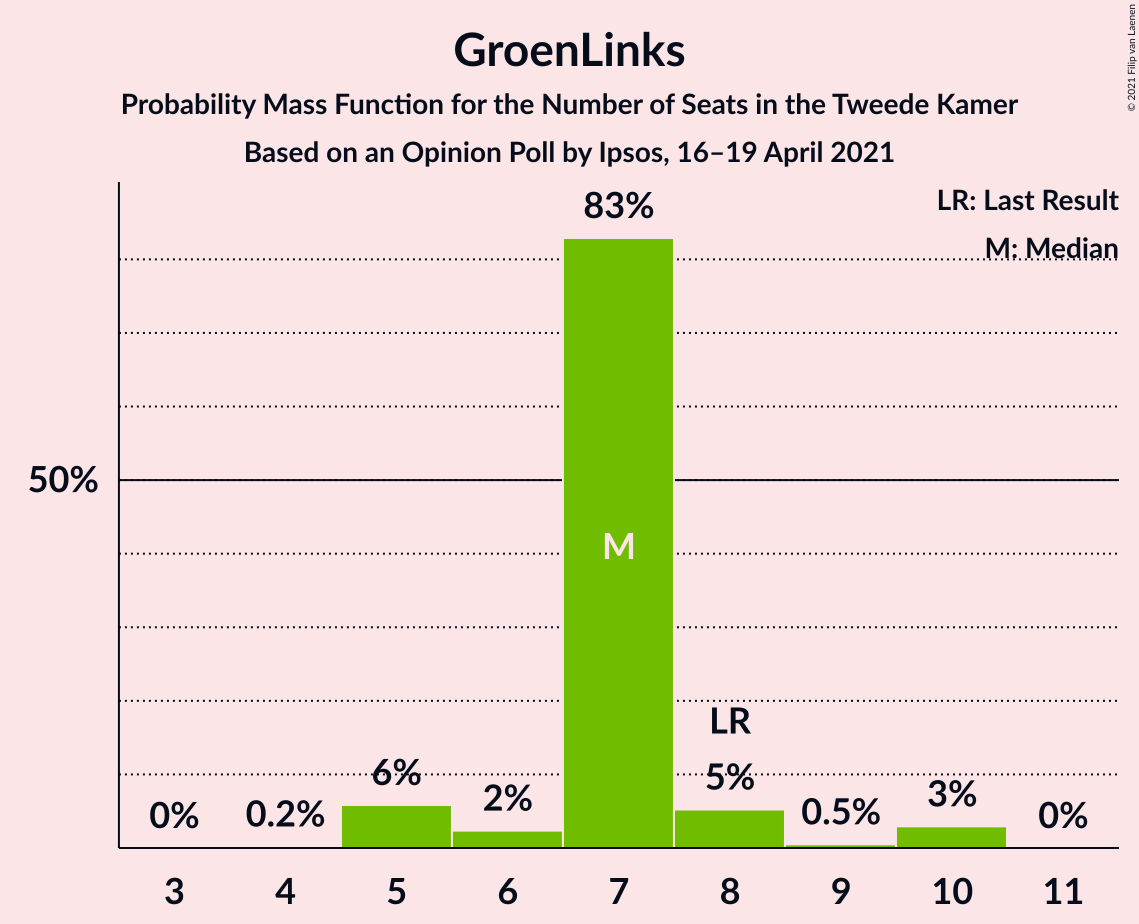 GroenLinks
Probability Mass Function for the Number of Seats in the Tweede Kamer
Based on an Opinion Poll by Ipsos, 16–19 April 2021
© 2021 Filip van Laenen
LR: Last Result
M: Median
83%
50%
M
LR
0%
0.2%
6%
2%
5%
0.5%
3%
0%
3 4 5 6 7 8 9 10 11